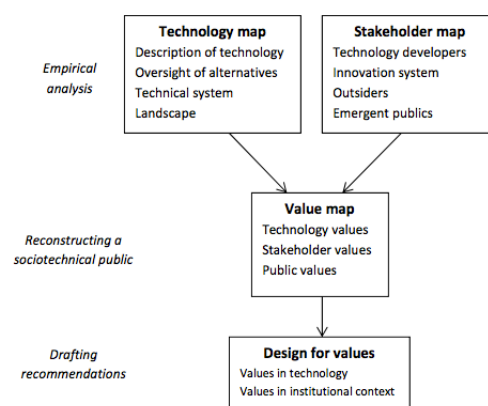 Technology map
Description of technology
Oversight of alternatives
Technical system
Landscape
Stakeholder map
Technology developers
Innovation system
Outsiders
Emergent publics
Empirical
analysis
Value map
Technology values
Stakeholder values
Public values
Reconstructing a
sociotechnical public
Design for values
Values in technology
Values in institutional context
Drafting
recommendations